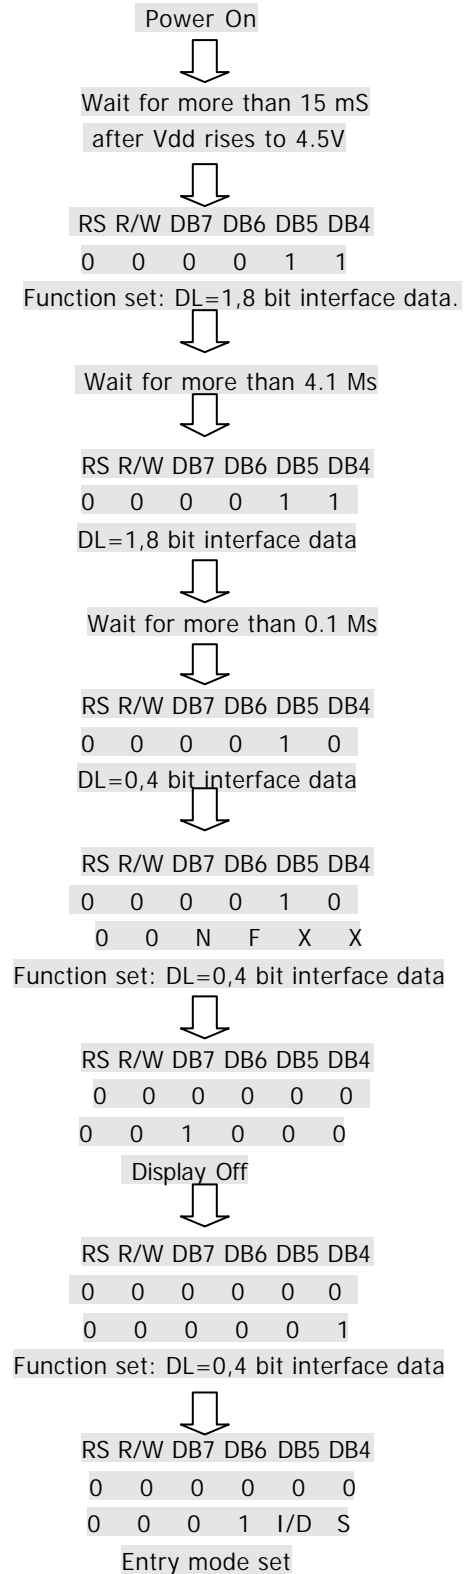 Power On
Wait for more than 15 mS
after Vdd rises to 4.5V
RS R/W DB7 DB6 DB5 DB4
0 0 0 0 1 1
Function set: DL=1,8 bit interface data.
Wait for more than 4.1 Ms
RS R/W DB7 DB6 DB5 DB4
0 0 0 0 1 1
DL=1,8 bit interface data
Wait for more than 0.1 Ms
RS R/W DB7 DB6 DB5 DB4
0 0 0 0 1 0
DL=0,4 bit interface data
RS R/W DB7 DB6 DB5 DB4
0 0 0 0 1 0
0 0 N F X X
Function set: DL=0,4 bit interface data
RS R/W DB7 DB6 DB5 DB4
0 0 0 0 0 0
0 0 1 0 0 0
Display Off
RS R/W DB7 DB6 DB5 DB4
0 0 0 0 0 0
0 0 0 0 0 1
Function set: DL=0,4 bit interface data
RS R/W DB7 DB6 DB5 DB4
0 0 0 0 0 0
0 0 0 1 I/D S
Entry mode set